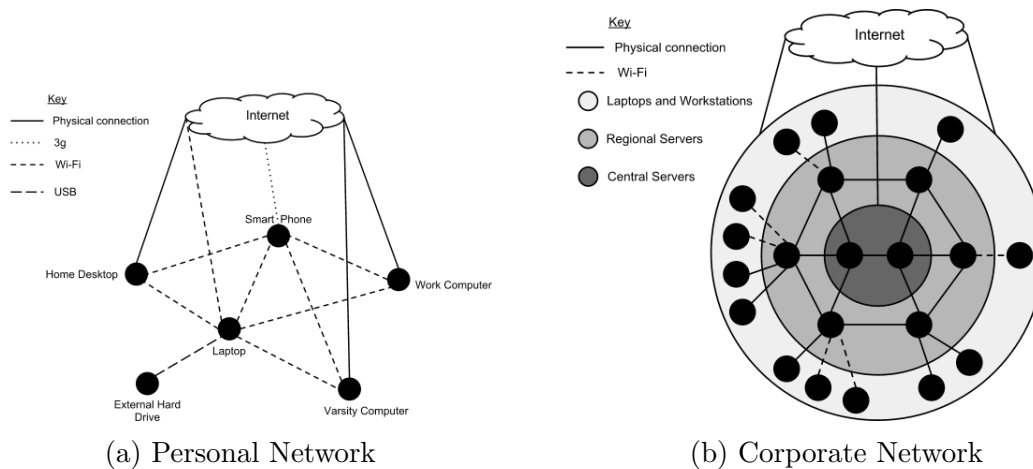 Key
Physical connection
3g
Wi-Fi
USB
Internet
Smart Phone
Home Desktop
Work Computer
Laptop
External Hard
Drive
Varsity Computer
(a) Personal Network
Key
Physical connection
Wi-Fi
Laptops and Workstations
Regional Servers
Central Servers
Internet
(b) Corporate Network